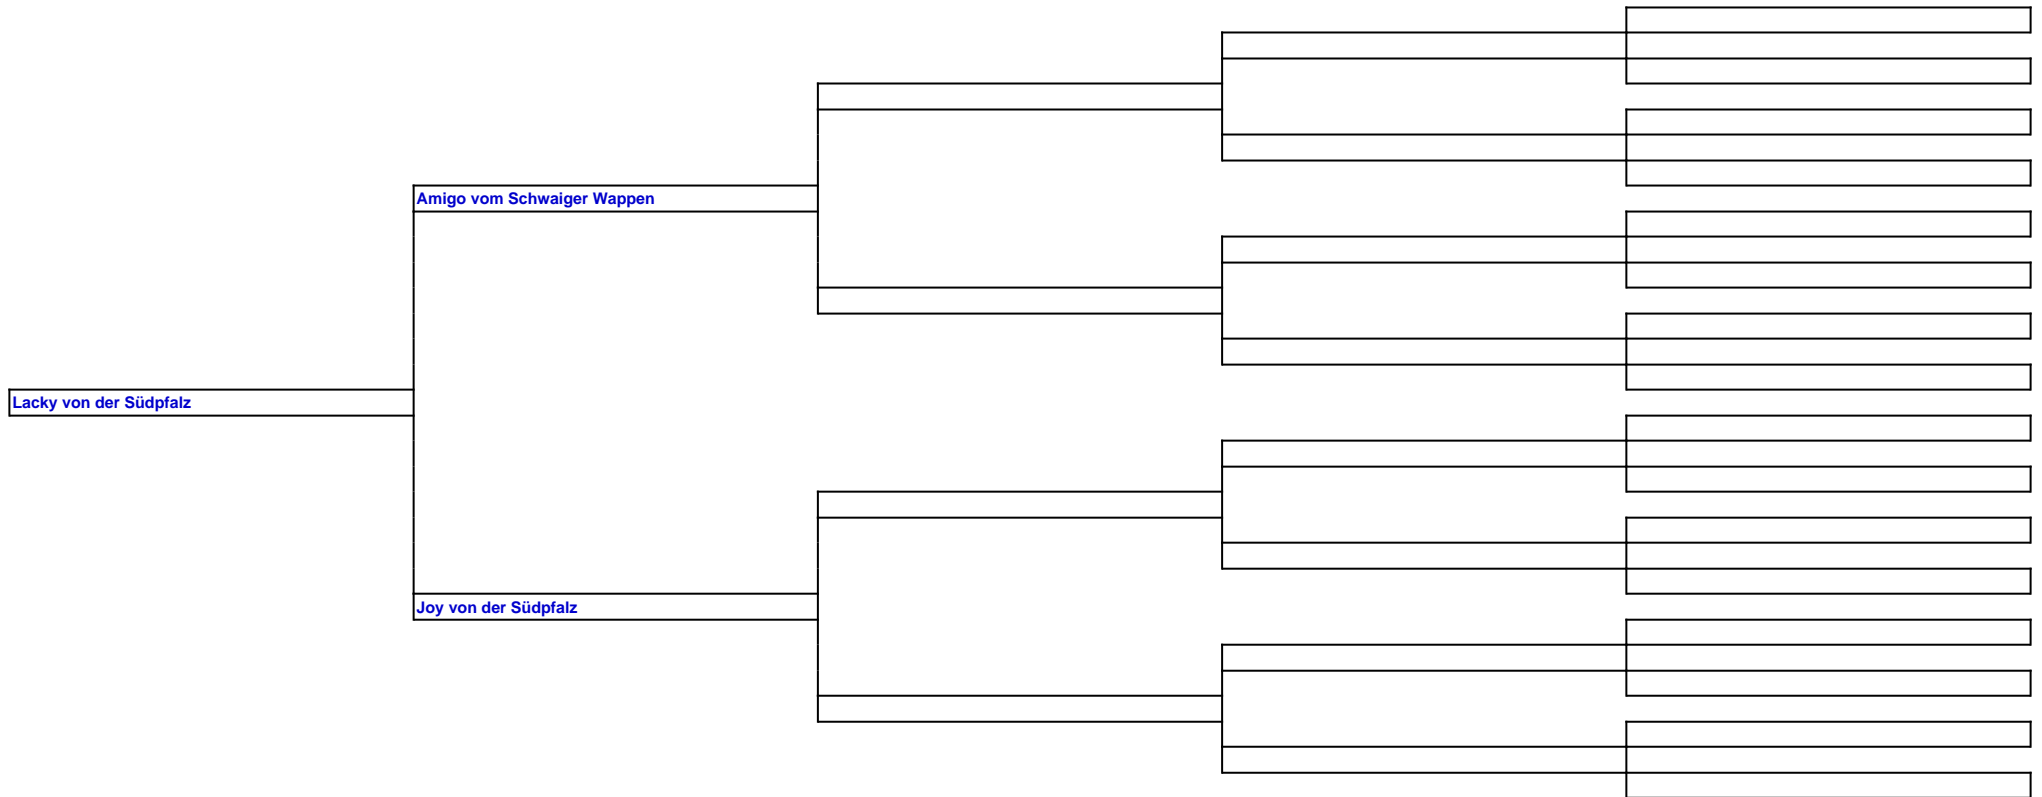 Amigo vom Schwaiger Wappen
Lacky von der Südpfalz
Joy von der Südpfalz